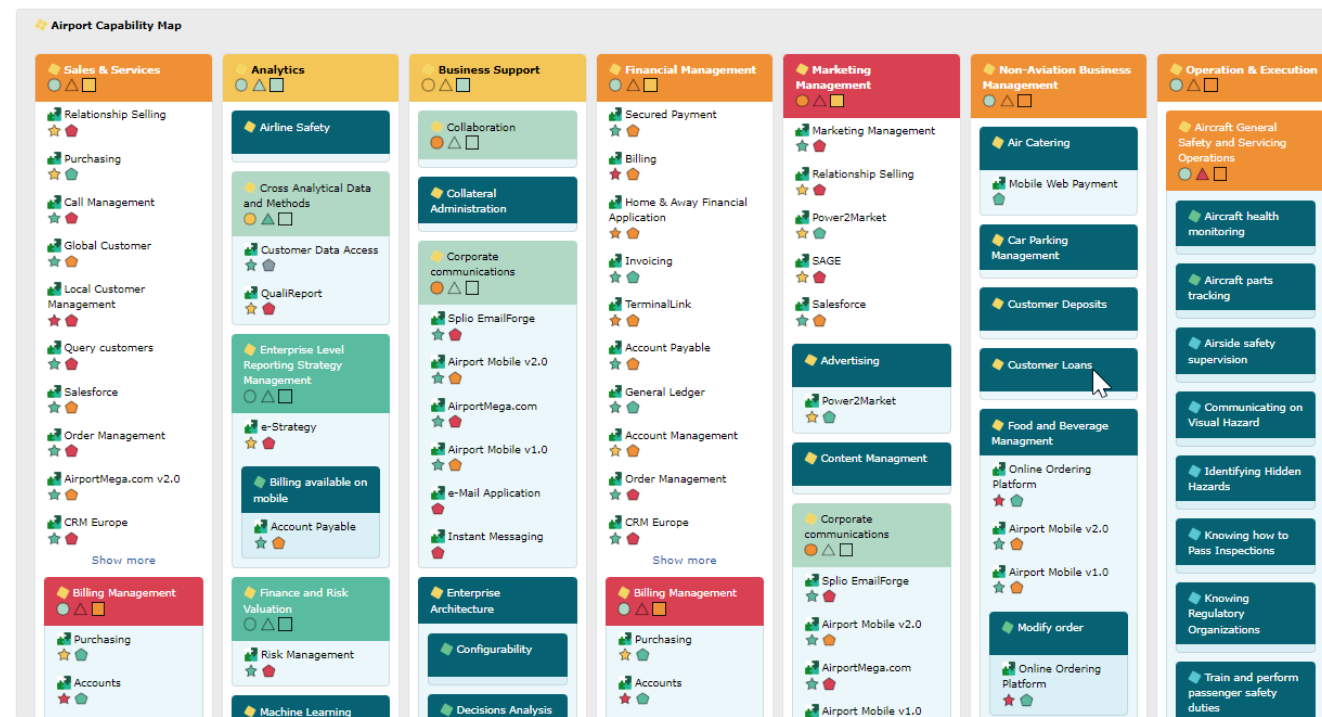 Airport Capability Map
Sales & Services
Relationship Selling
Purchasing
Call Management
Global Customer
Local Customer
Management
Query customers
Salesforce
Order Management
AirportMega.com v2.0
CRM Europe
Show more
Billing Management
Purchasing
Accounts
Analytics
Airline Safety
Cross Analytical Data
and Methods
Customer Data Access
QualiReport
Enterprise Level
Reporting Strategy
Management
e-Strategy
Billing available on
mobile
Account Payable
Finance and Risk
Valuation
Risk Management
Machine Learning
Business Support
Collaboration
Collateral
Administration
Corporate
communications
Splio EmailForge
Airport Mobile v2.0
AirportMega.com
Airport Mobile v1.0
e-Mail Application
Instant Messaging
Enterprise
Architecture
Configurability
Decisions Analysis
Financial Management
Secured Payment
Billing
Home & Away Financial
Application
Invoicing
TerminalLink
Account Payable
General Ledger
Account Management
Order Management
CRM Europe
Show more
Billing Management
Purchasing
Accounts
Marketing
Management
Marketing Management
Relationship Selling
Power2Market
SAGE
Salesforce
Advertising
Power2Market
Content Managment
Corporate
communications
Splio EmailForge
Airport Mobile v2.0
AirportMega.com
Airport Mobile v1.0
Non-Aviation Business
Management
Air Catering
Mobile Web Payment
Car Parking
Management
Customer Deposits
Customer Loans
Food and Beverage
Managment
Online Ordering
Platform
Airport Mobile v2.0
Airport Mobile v1.0
Modify order
Online Ordering
Platform
Operation & Execution
Aircraft General
Safety and Servicing
Operations
Aircraft health
monitoring
Aircraft parts
tracking
Airside safety
supervision
Communicating on
Visual Hazard
Identifying Hidden
Hazards
Knowing how to
Pass Inspections
Knowing
Regulatory
Organizations
Train and perform
passenger safety
duties